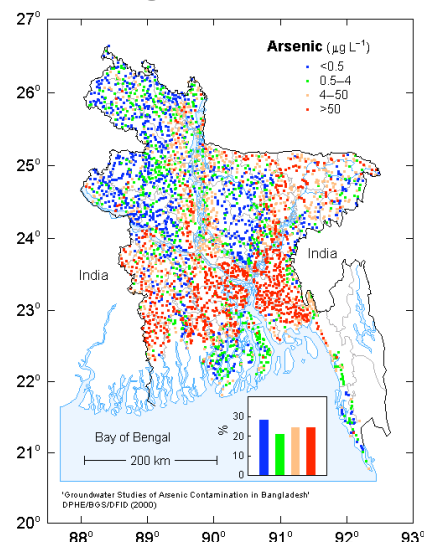 27°
26°
25°
24°
23°
22°
21°
20°
88° 89° 90° 91° 92° 93°
Arsenic (µg L⁻¹)
<0.5
0.5–4
4–50
>50
India
India
Bay of Bengal
200 km
%
30
20
10
0
'Groundwater Studies of Arsenic Contamination in Bangladesh'
DPHE/BGS/DFID (2000)